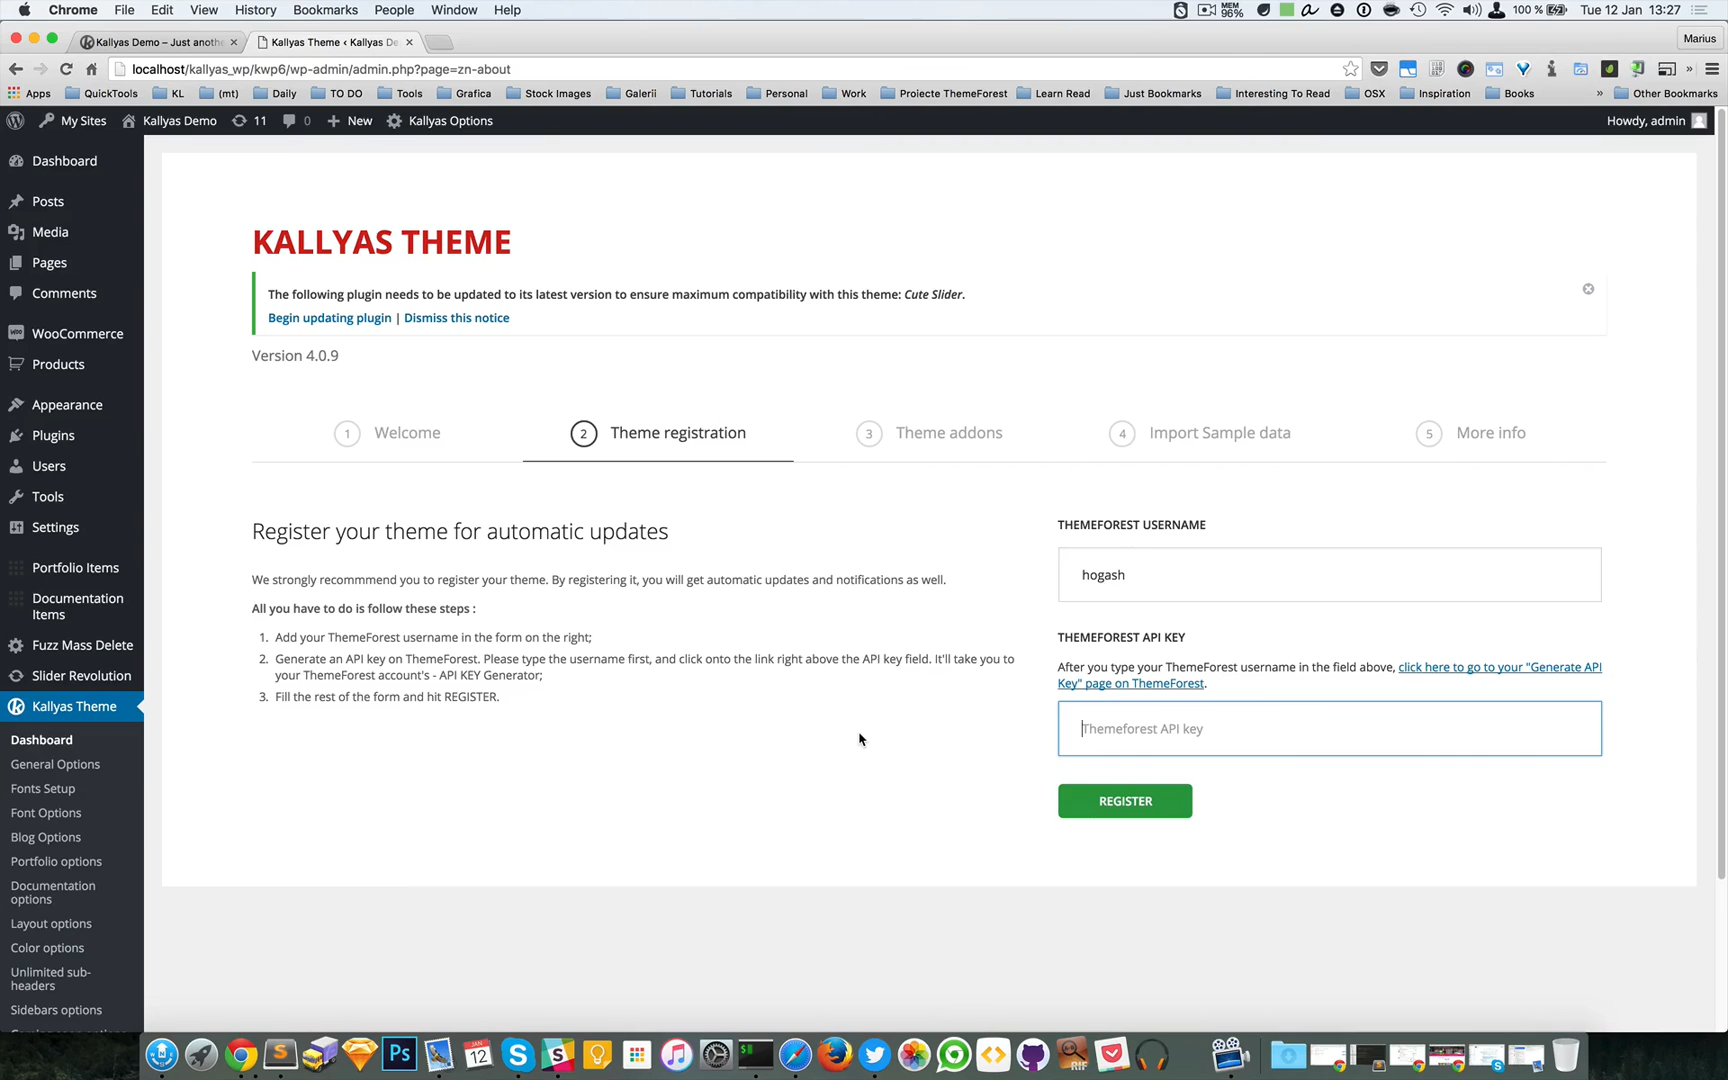 Chrome File Edit View History Bookmarks People Window Help MEM 96% 100 % Tue 12 Jan 13:27
Kallyas Demo – Just anoth Kallyas Theme ‹ Kallyas De Marius
localhost/kallyas_wp/kwp6/wp-admin/admin.php?page=zn-about
Apps QuickTools KL (mt) Daily TO DO Tools Grafica Stock Images Galerii Tutorials Personal Work Proiecte ThemeForest Learn Read Just Bookmarks Interesting To Read OSX Inspiration Books » Other Bookmarks
My Sites Kallyas Demo 11 0 New Kallyas Options Howdy, admin
Dashboard
Posts
Media
Pages
Comments
WooCommerce
Products
Appearance
Plugins
Users
Tools
Settings
Portfolio Items
Documentation
Items
Fuzz Mass Delete
Slider Revolution
Kallyas Theme
Dashboard
General Options
Fonts Setup
Font Options
Blog Options
Portfolio options
Documentation
options
Layout options
Color options
Unlimited sub-
headers
Sidebars options
KALLYAS THEME
The following plugin needs to be updated to its latest version to ensure maximum compatibility with this theme: Cute Slider.
Begin updating plugin | Dismiss this notice
Version 4.0.9
1 Welcome 2 Theme registration 3 Theme addons 4 Import Sample data 5 More info
Register your theme for automatic updates
We strongly recommmend you to register your theme. By registering it, you will get automatic updates and notifications as well.
All you have to do is follow these steps :
1. Add your ThemeForest username in the form on the right;
2. Generate an API key on ThemeForest. Please type the username first, and click onto the link right above the API key field. It'll take you to
your ThemeForest account's - API KEY Generator;
3. Fill the rest of the form and hit REGISTER.
THEMEFOREST USERNAME
hogash
THEMEFOREST API KEY
After you type your ThemeForest username in the field above, click here to go to your "Generate API
Key" page on ThemeForest.
Themeforest API key
REGISTER
Ps JAN 12